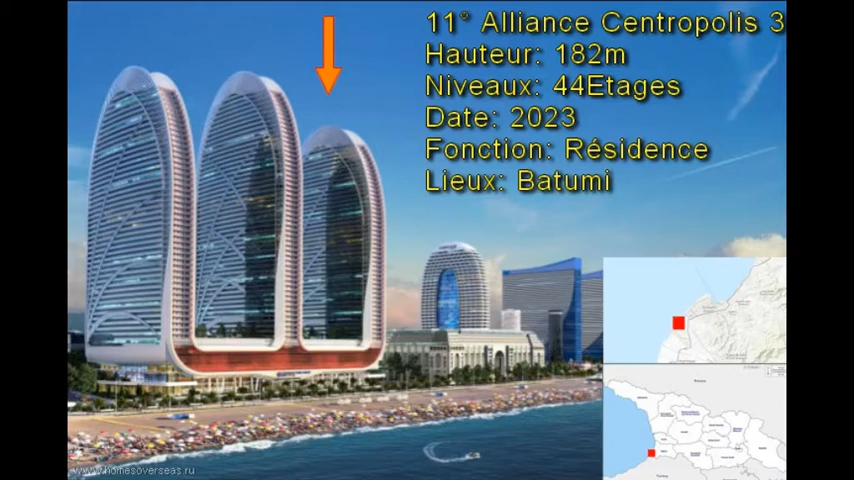 11° Alliance Centropolis 3
Hauteur: 182m
Niveaux: 44Etages
Date: 2023
Fonction: Résidence
Lieux: Batumi
www.homesoverseas.ru